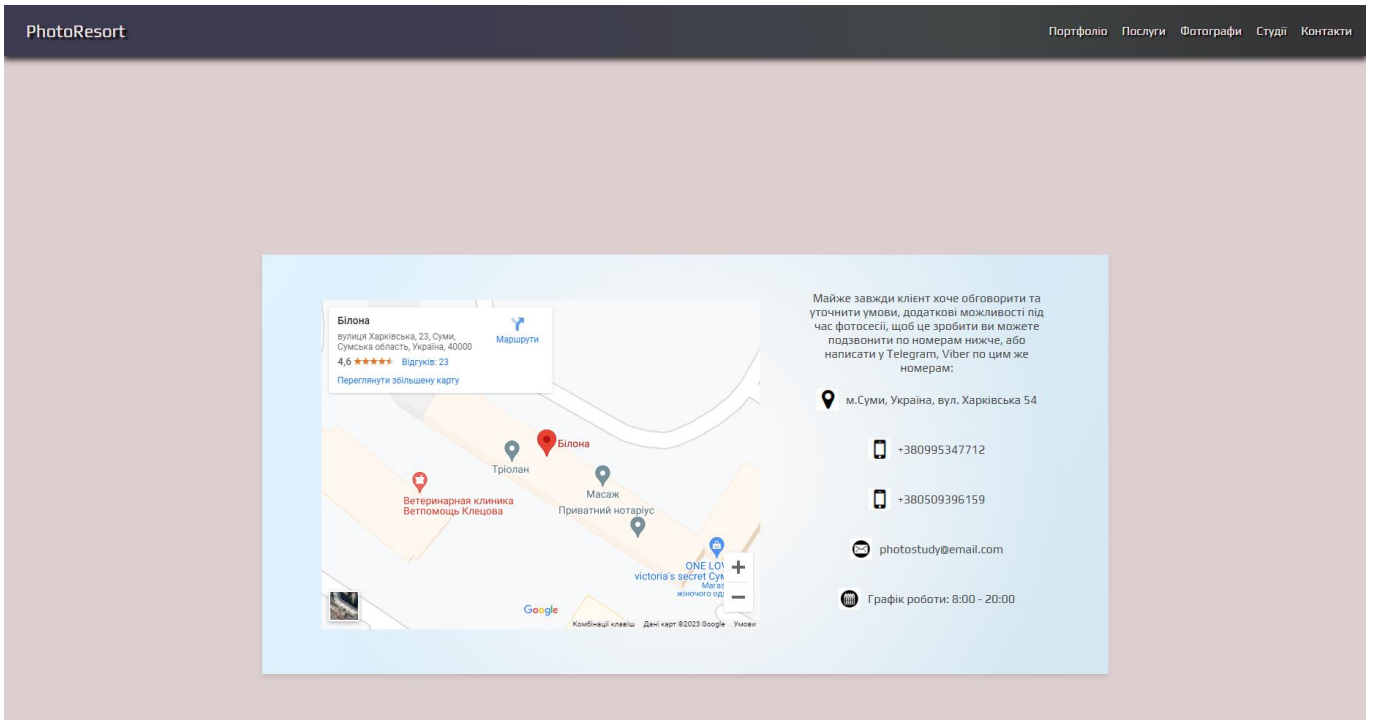 PhotoResort
Портфоліо Послуги Фотографи Студії Контакти
Білона
вулиця Харківська, 23, Суми,
Сумська область, Україна, 40000
4,6 Відгуків: 23
Переглянути збільшену карту
Маршрути
Білона
Тріолан
Масаж
Ветеринарная клиника
Ветпомощь Клецова
Приватний нотаріус
ONE LOV
victoria's secret Сум
Магаз
жіночого од
Google
Комбінації клавіш Дані карт ©2023 Google Умови
Майже завжди клієнт хоче обговорити та
уточнити умови, додаткові можливості під
час фотосесії, щоб це зробити ви можете
подзвонити по номерам нижче, або
написати у Telegram, Viber по цим же
номерам:
м.Суми, Україна, вул. Харківська 54
+380995347712
+380509396159
photostudy@email.com
Графік роботи: 8:00 - 20:00